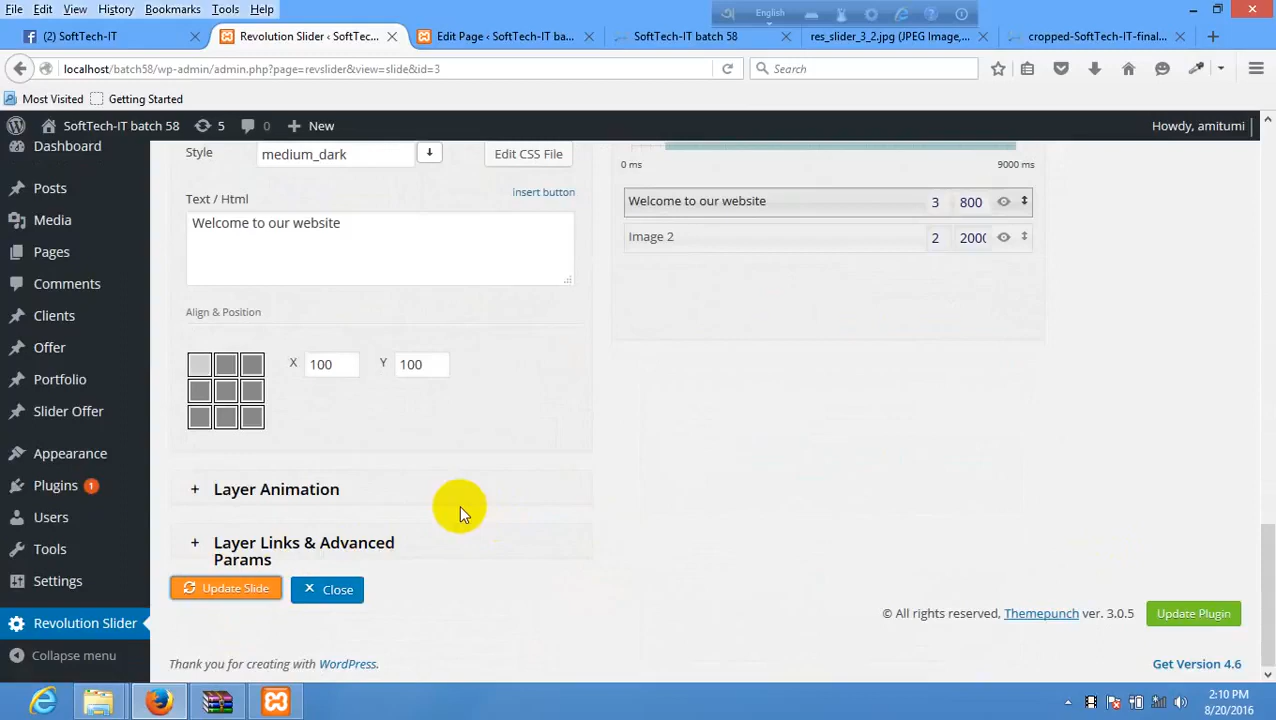 File Edit View History Bookmarks Tools Help
English
(2) SoftTech-IT
Revolution Slider ‹ SoftTec...
Edit Page ‹ SoftTech-IT ba...
SoftTech-IT batch 58
res_slider_3_2.jpg (JPEG Image,...
cropped-SoftTech-IT-final...
localhost/batch58/wp-admin/admin.php?page=revslider&view=slide&id=3
Search
Most Visited
Getting Started
SoftTech-IT batch 58
5
0
New
Howdy, amitumi
Dashboard
Posts
Media
Pages
Comments
Clients
Offer
Portfolio
Slider Offer
Appearance
Plugins 1
Users
Tools
Settings
Revolution Slider
Collapse menu
Style
medium_dark
Edit CSS File
Text / Html
insert button
Welcome to our website
Align & Position
X 100 Y 100
+ Layer Animation
+ Layer Links & Advanced
Params
Update Slide
Close
0 ms
9000 ms
Welcome to our website 3 800
Image 2 2 2000
© All rights reserved, Themepunch ver. 3.0.5
Update Plugin
Thank you for creating with WordPress.
Get Version 4.6
2:10 PM
8/20/2016